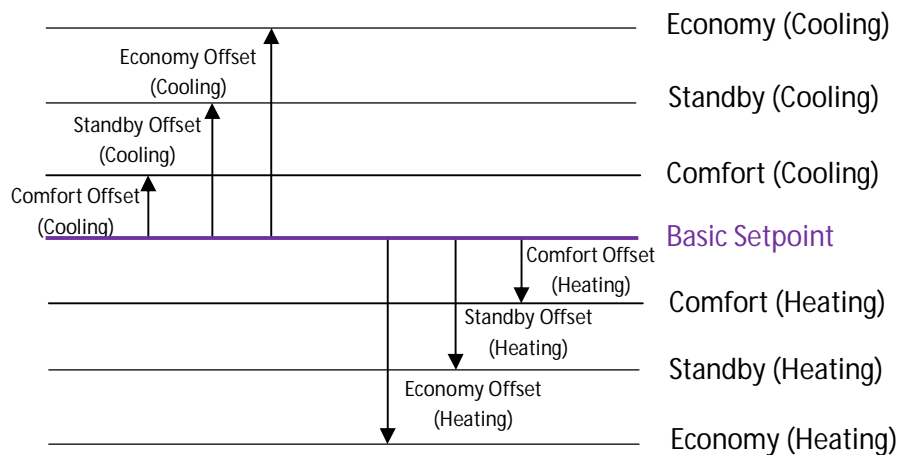 Economy (Cooling)
Economy Offset
(Cooling)
Standby (Cooling)
Standby Offset
(Cooling)
Comfort (Cooling)
Comfort Offset
(Cooling)
Basic Setpoint
Comfort Offset
(Heating)
Comfort (Heating)
Standby Offset
(Heating)
Standby (Heating)
Economy Offset
(Heating)
Economy (Heating)